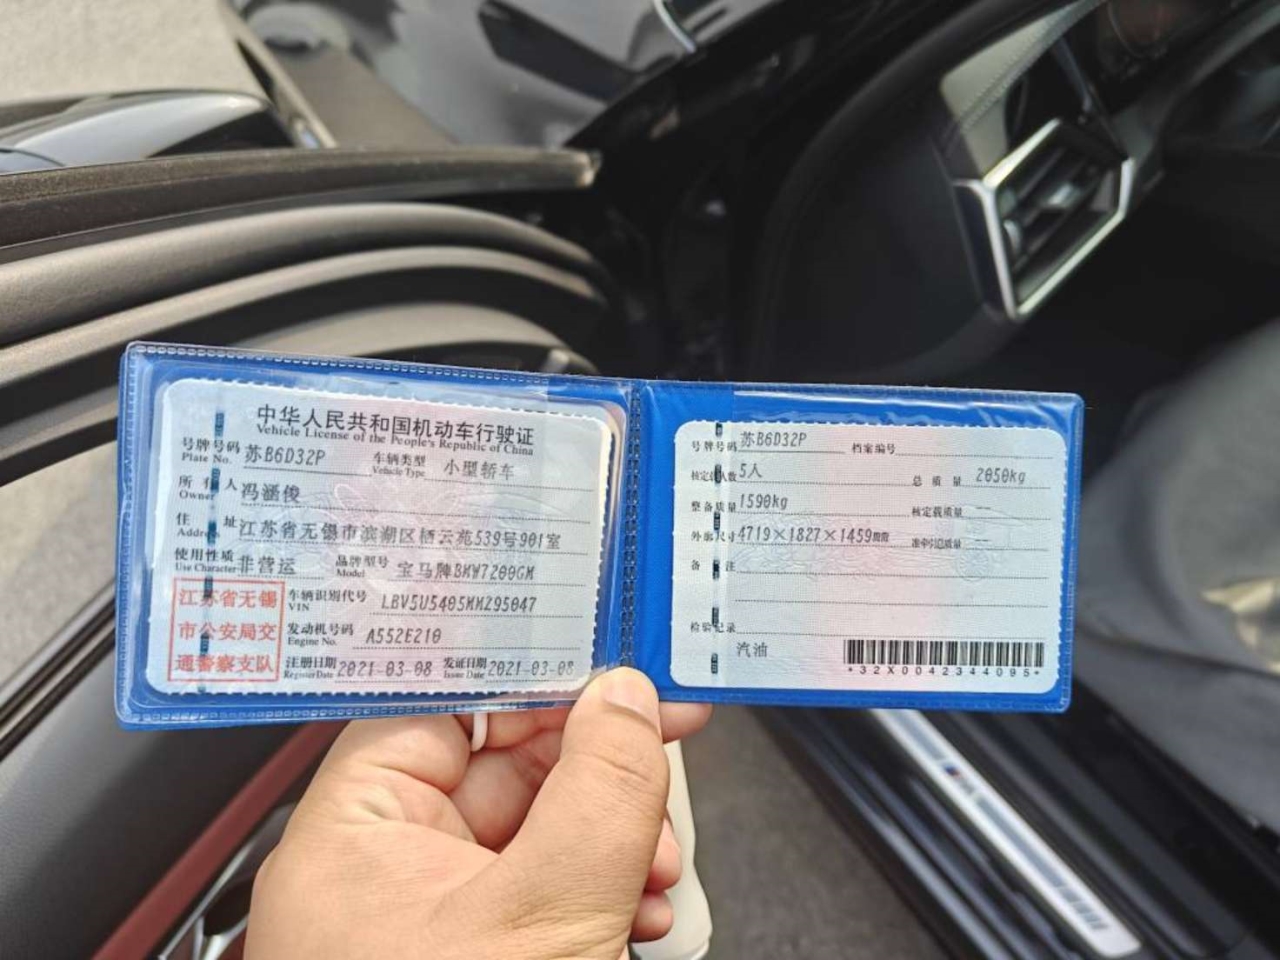 中华人民共和国机动车行驶证
Vehicle License of the People's Republic of China
号牌号码 苏B6D32P 车辆类型 小型轿车
Plate No. Vehicle Type
所有人 冯涵俊
Owner
住址 江苏省无锡市滨湖区栖云苑539号901室
Address
使用性质 非营运 品牌型号 宝马牌BMW7200GM
Use Character Model
江苏省无锡
市公安局交
通警察支队
车辆识别代号 LBV5U5405MMZ95047
VIN
发动机号码 A552E210
Engine No.
注册日期 2021-03-08 发证日期 2021-03-08
Register Date Issue Date
号牌号码 苏B6D32P 档案编号
核定载人数 5人 总质量 2050kg
整备质量 1590kg 核定载质量 --
外廓尺寸 4719×1827×1459mm 准牵引总质量 --
备注
检验记录
汽油
*32X0042344095*